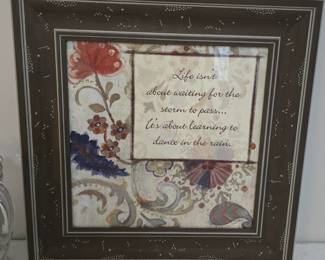 Life isn't
about waiting for the
storm to pass...
It's about learning to
dance in the rain.